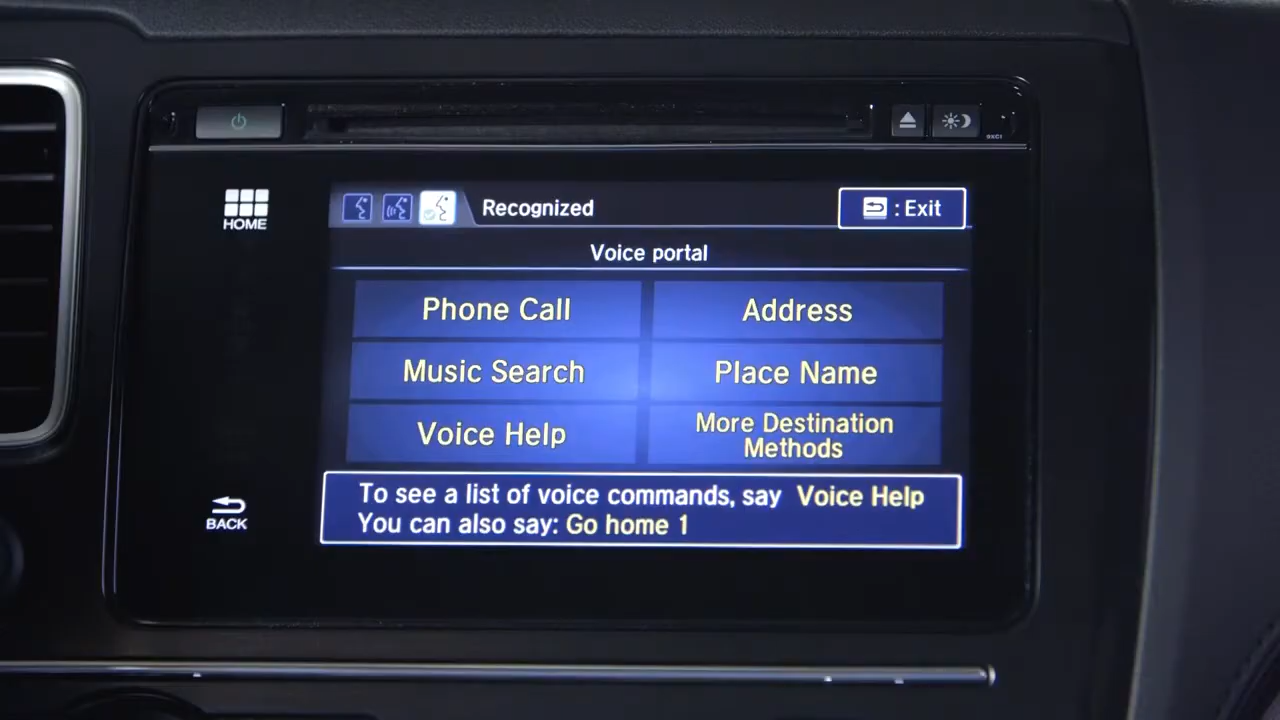 HOME
Recognized
: Exit
Voice portal
Phone Call
Address
Music Search
Place Name
Voice Help
More Destination
Methods
To see a list of voice commands, say Voice Help
You can also say: Go home 1
BACK